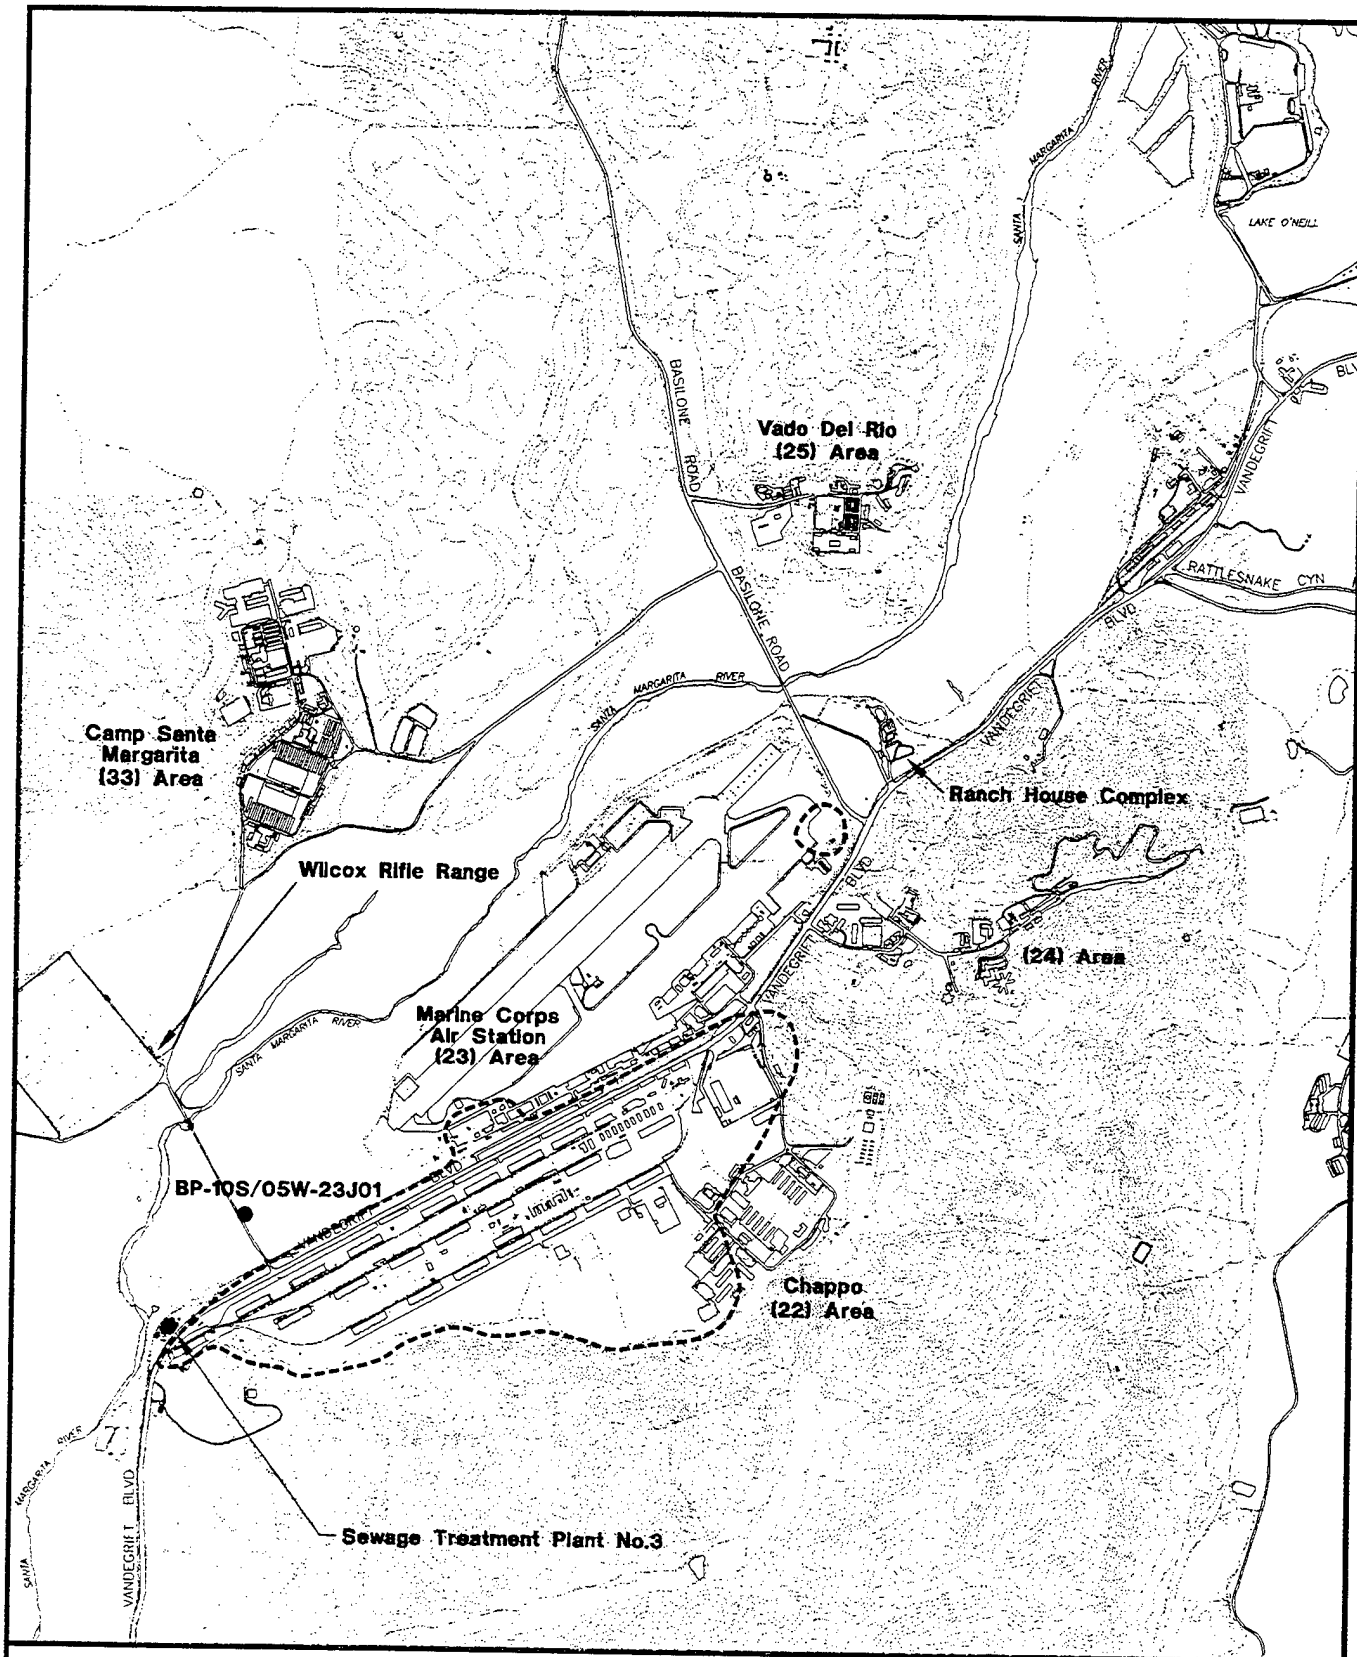 RIVER
MARGARITA
SANTA
LAKE O'NEILL
BASILONE
ROAD
Vado Del Rio
(25) Area
VANDEGRIFT
RATTLESNAKE CYN
BLVD
BASILONE ROAD
SANTA MARGARITA RIVER
VANDEGRIFT
Camp Santa
Margarita
(33) Area
Ranch House Complex
BLVD
Wilcox Rifle Range
(24) Area
VANDEGRIFT
Marine Corps
Air Station
(23) Area
SANTA MARGARITA RIVER
BP-10S/05W-23J01
BLVD
VANDEGRIFT
Chappo
(22) Area
SANTA MARGARITA RIVER
VANDEGRIFT BLVD
Sewage Treatment Plant No.3